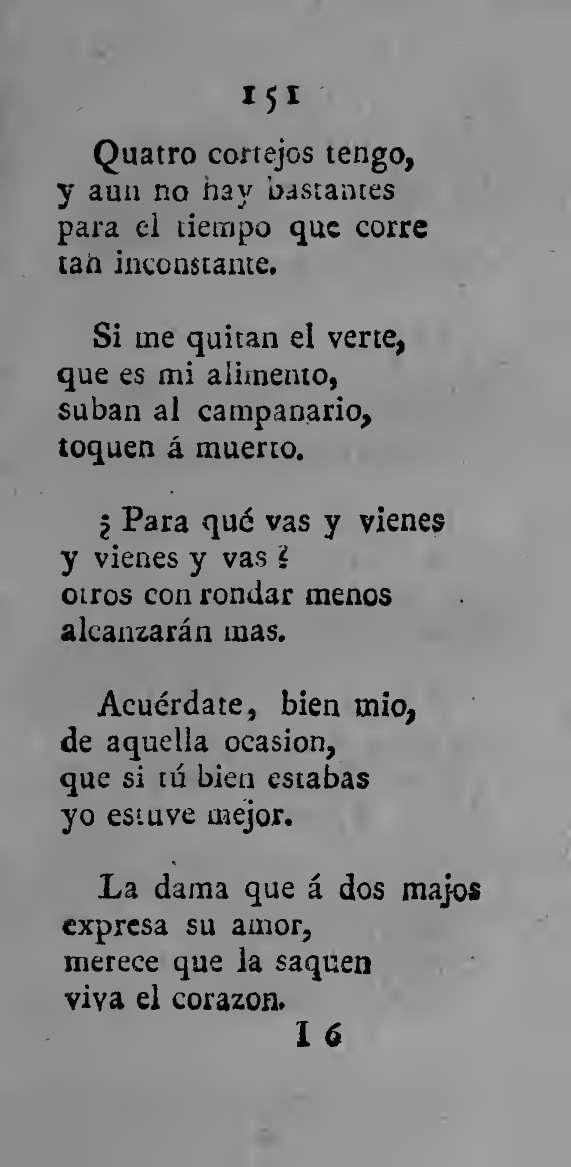 151
Quatro cortejos tengo,
y aun no hay bastantes
para el tiempo que corre
tan inconstante.
Si me quitan el verte,
que es mi alimento,
suban al campanario,
toquen á muerto.
¿ Para qué vas y vienes
y vienes y vas ?
otros con rondar menos
alcanzarán mas.
Acuérdate, bien mio,
de aquella ocasion,
que si tú bien estabas
yo estuve mejor.
La dama que á dos majos
expresa su amor,
merece que la saquen
viva el corazon.
I 6